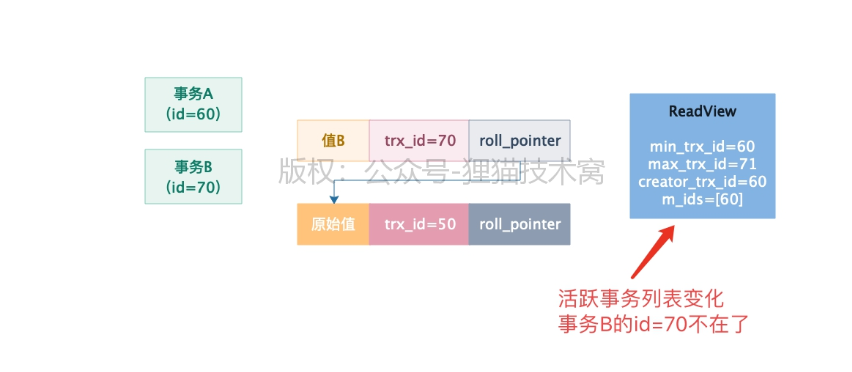 事务A
（id=60）
事务B
（id=70）
值B
trx_id=70
roll_pointer
版权：公众号-狸猫技术窝
原始值
trx_id=50
roll_pointer
ReadView
min_trx_id=60
max_trx_id=71
creator_trx_id=60
m_ids=[60]
活跃事务列表变化
事务B的id=70不在了